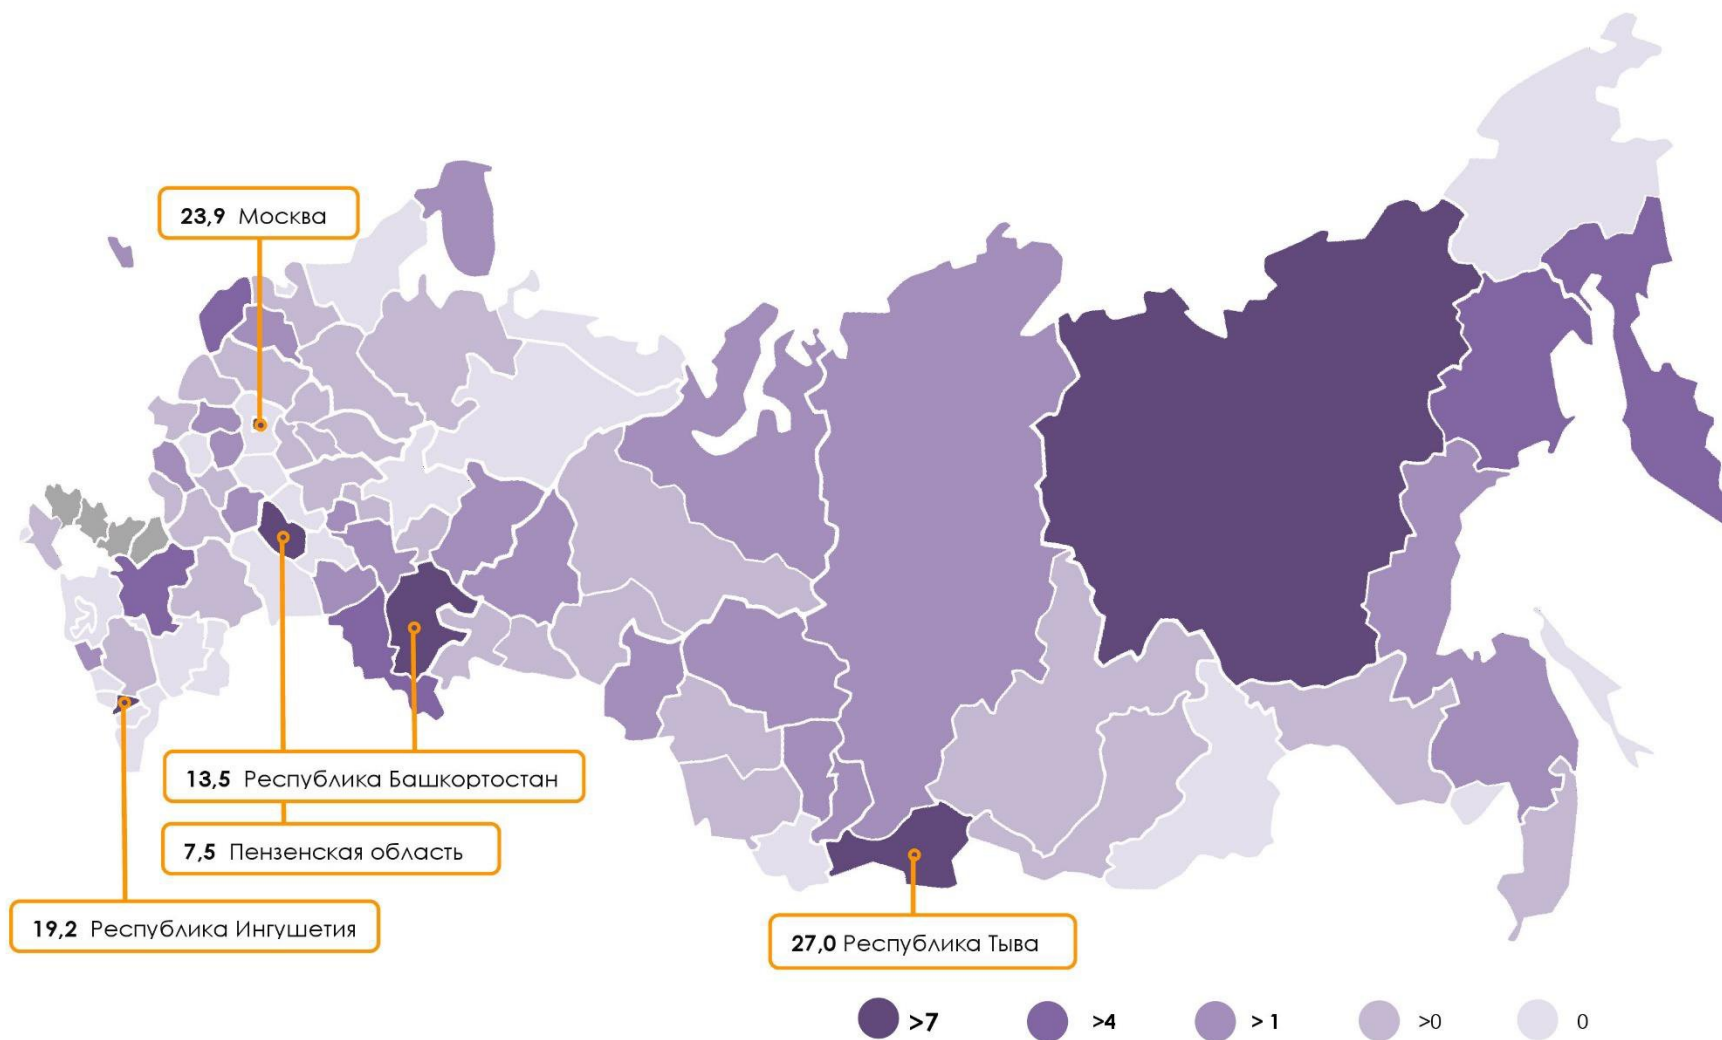 23,9 Москва
13,5 Республика Башкортостан
7,5 Пензенская область
19,2 Республика Ингушетия
27,0 Республика Тыва
>7 >4 > 1 >0 0